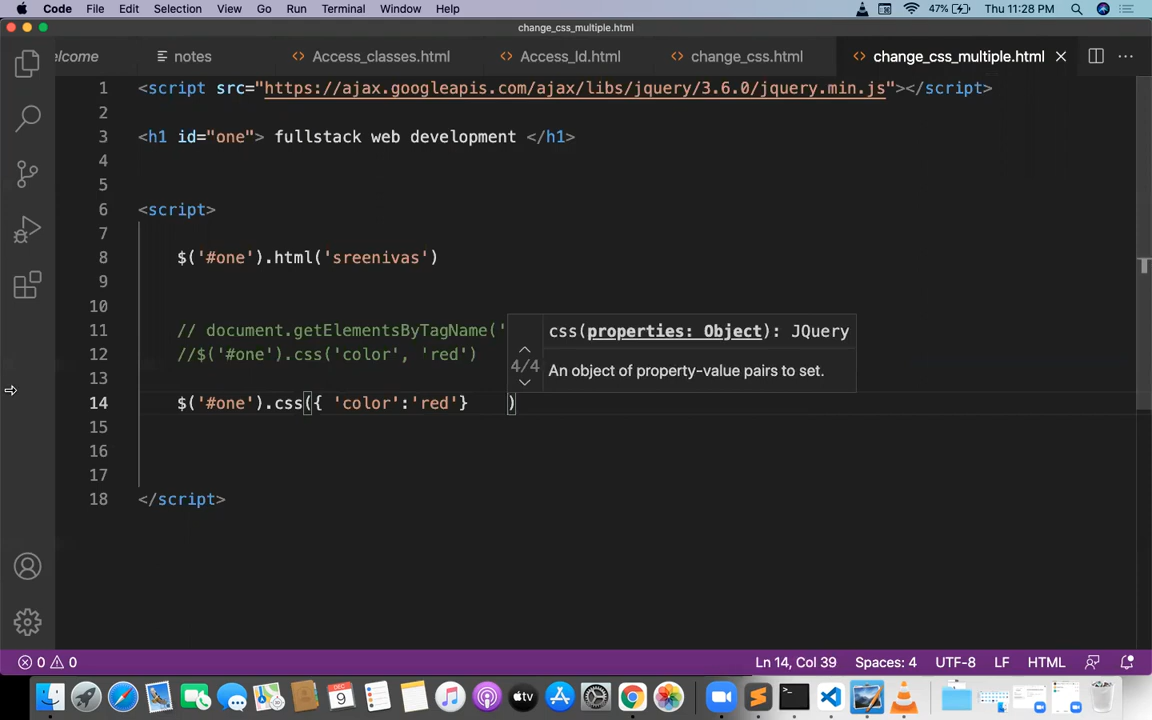 Code File Edit Selection View Go Run Terminal Window Help 47% Thu 11:28 PM
change_css_multiple.html
elcome notes Access_classes.html Access_Id.html change_css.html change_css_multiple.html
1 <script src="https://ajax.googleapis.com/ajax/libs/jquery/3.6.0/jquery.min.js"></script>
2
3 <h1 id="one"> fullstack web development </h1>
4
5
6 <script>
7
8 $('#one').html('sreenivas')
9
10
11 // document.getElementsByTagName('
css(properties: Object): JQuery
12 //$('#one').css('color', 'red')
4/4 An object of property-value pairs to set.
13
14 $('#one').css({ 'color':'red'} )
15
16
17
18 </script>
0 0 Ln 14, Col 39 Spaces: 4 UTF-8 LF HTML
DEC 9 tv